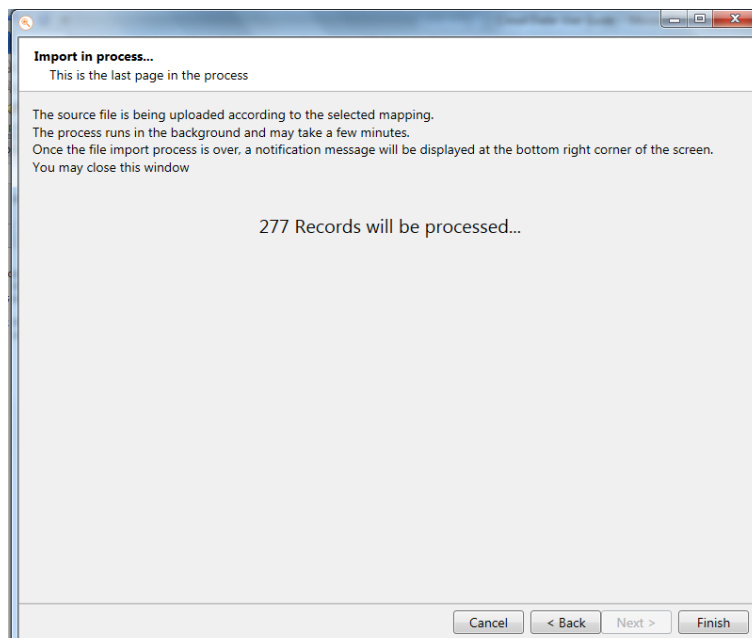 Import in process...
This is the last page in the process
The source file is being uploaded according to the selected mapping.
The process runs in the background and may take a few minutes.
Once the file import process is over, a notification message will be displayed at the bottom right corner of the screen.
You may close this window
277 Records will be processed...
Cancel
< Back
Next >
Finish